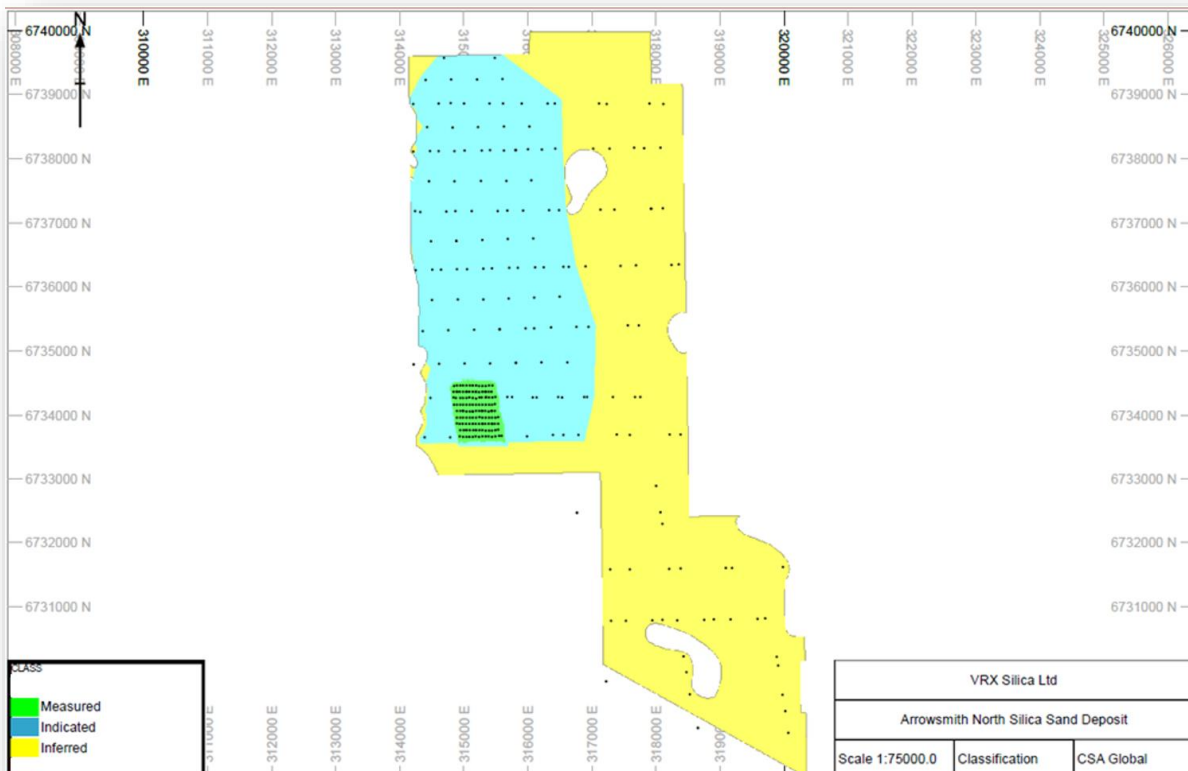 N
6740000 N
310000 E
311000 E
312000 E
313000 E
314000 E
318000 E
319000 E
320000 E
321000 E
322000 E
323000 E
324000 E
325000 E
326000 E
6740000 N
6739000 N
6739000 N
6738000 N
6738000 N
6737000 N
6737000 N
6736000 N
6736000 N
6735000 N
6735000 N
6734000 N
6734000 N
6733000 N
6733000 N
6732000 N
6732000 N
6731000 N
6731000 N
312000 E
313000 E
314000 E
315000 E
316000 E
317000 E
318000 E
CLASS
Measured
Indicated
Inferred
VRX Silica Ltd
Arrowsmith North Silica Sand Deposit
Scale 1:75000.0 Classification CSA Global